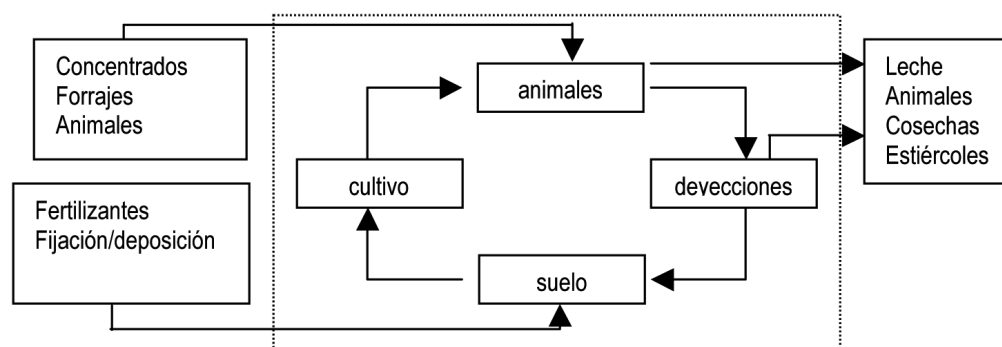 Concentrados
Forrajes
Animales
Fertilizantes
Fijación/deposición
animales
cultivo
devecciones
suelo
Leche
Animales
Cosechas
Estiércoles